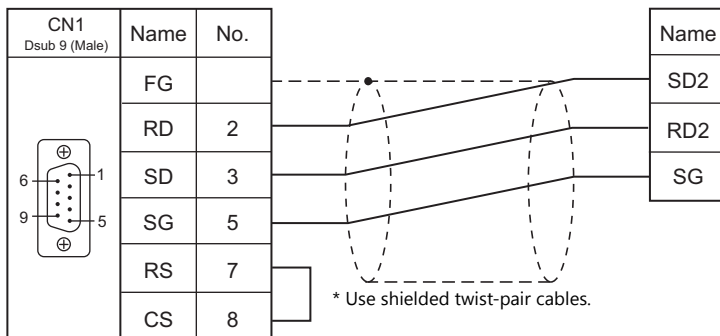 CN1
Dsub 9 (Male)
Name No.
FG
RD 2
SD 3
SG 5
RS 7
CS 8
6
1
9
5
* Use shielded twist-pair cables.
Name
SD2
RD2
SG